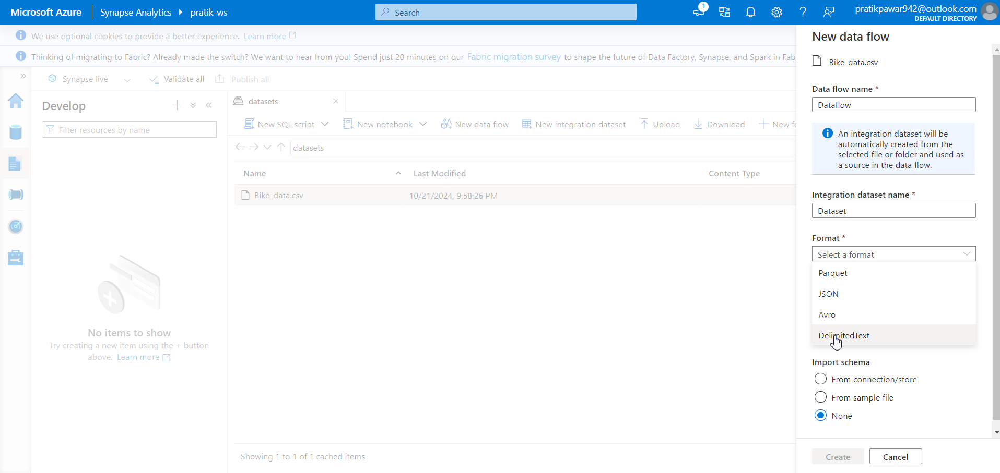 Microsoft Azure
Synapse Analytics
pratik-ws
Search
1
pratikpawar942@outlook.com
DEFAULT DIRECTORY
We use optional cookies to provide a better experience. Learn more
Thinking of migrating to Fabric? Already made the switch? We want to hear from you! Spend just 20 minutes on our Fabric migration survey to shape the future of Data Factory, Synapse, and Spark in Fab
Synapse live
Validate all
Publish all
Develop
Filter resources by name
No items to show
Try creating a new item using the + button
above. Learn more
datasets
New SQL script
New notebook
New data flow
New integration dataset
Upload
Download
New fo
datasets
Name
Last Modified
Content Type
Bike_data.csv
10/21/2024, 9:58:26 PM
Showing 1 to 1 of 1 cached items
New data flow
Bike_data.csv
Data flow name *
Dataflow
An integration dataset will be
automatically created from the
selected file or folder and used as
a source in the data flow.
Integration dataset name *
Dataset
Format *
Select a format
Parquet
JSON
Avro
DelimitedText
Import schema
From connection/store
From sample file
None
Create
Cancel